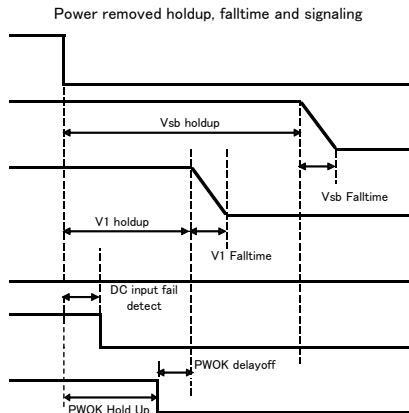 Power removed holdup, falltime and signaling
Vsb holdup
Vsb Falltime
V1 holdup
V1 Falltime
DC input fail
detect
PWOK delayoff
PWOK Hold Up